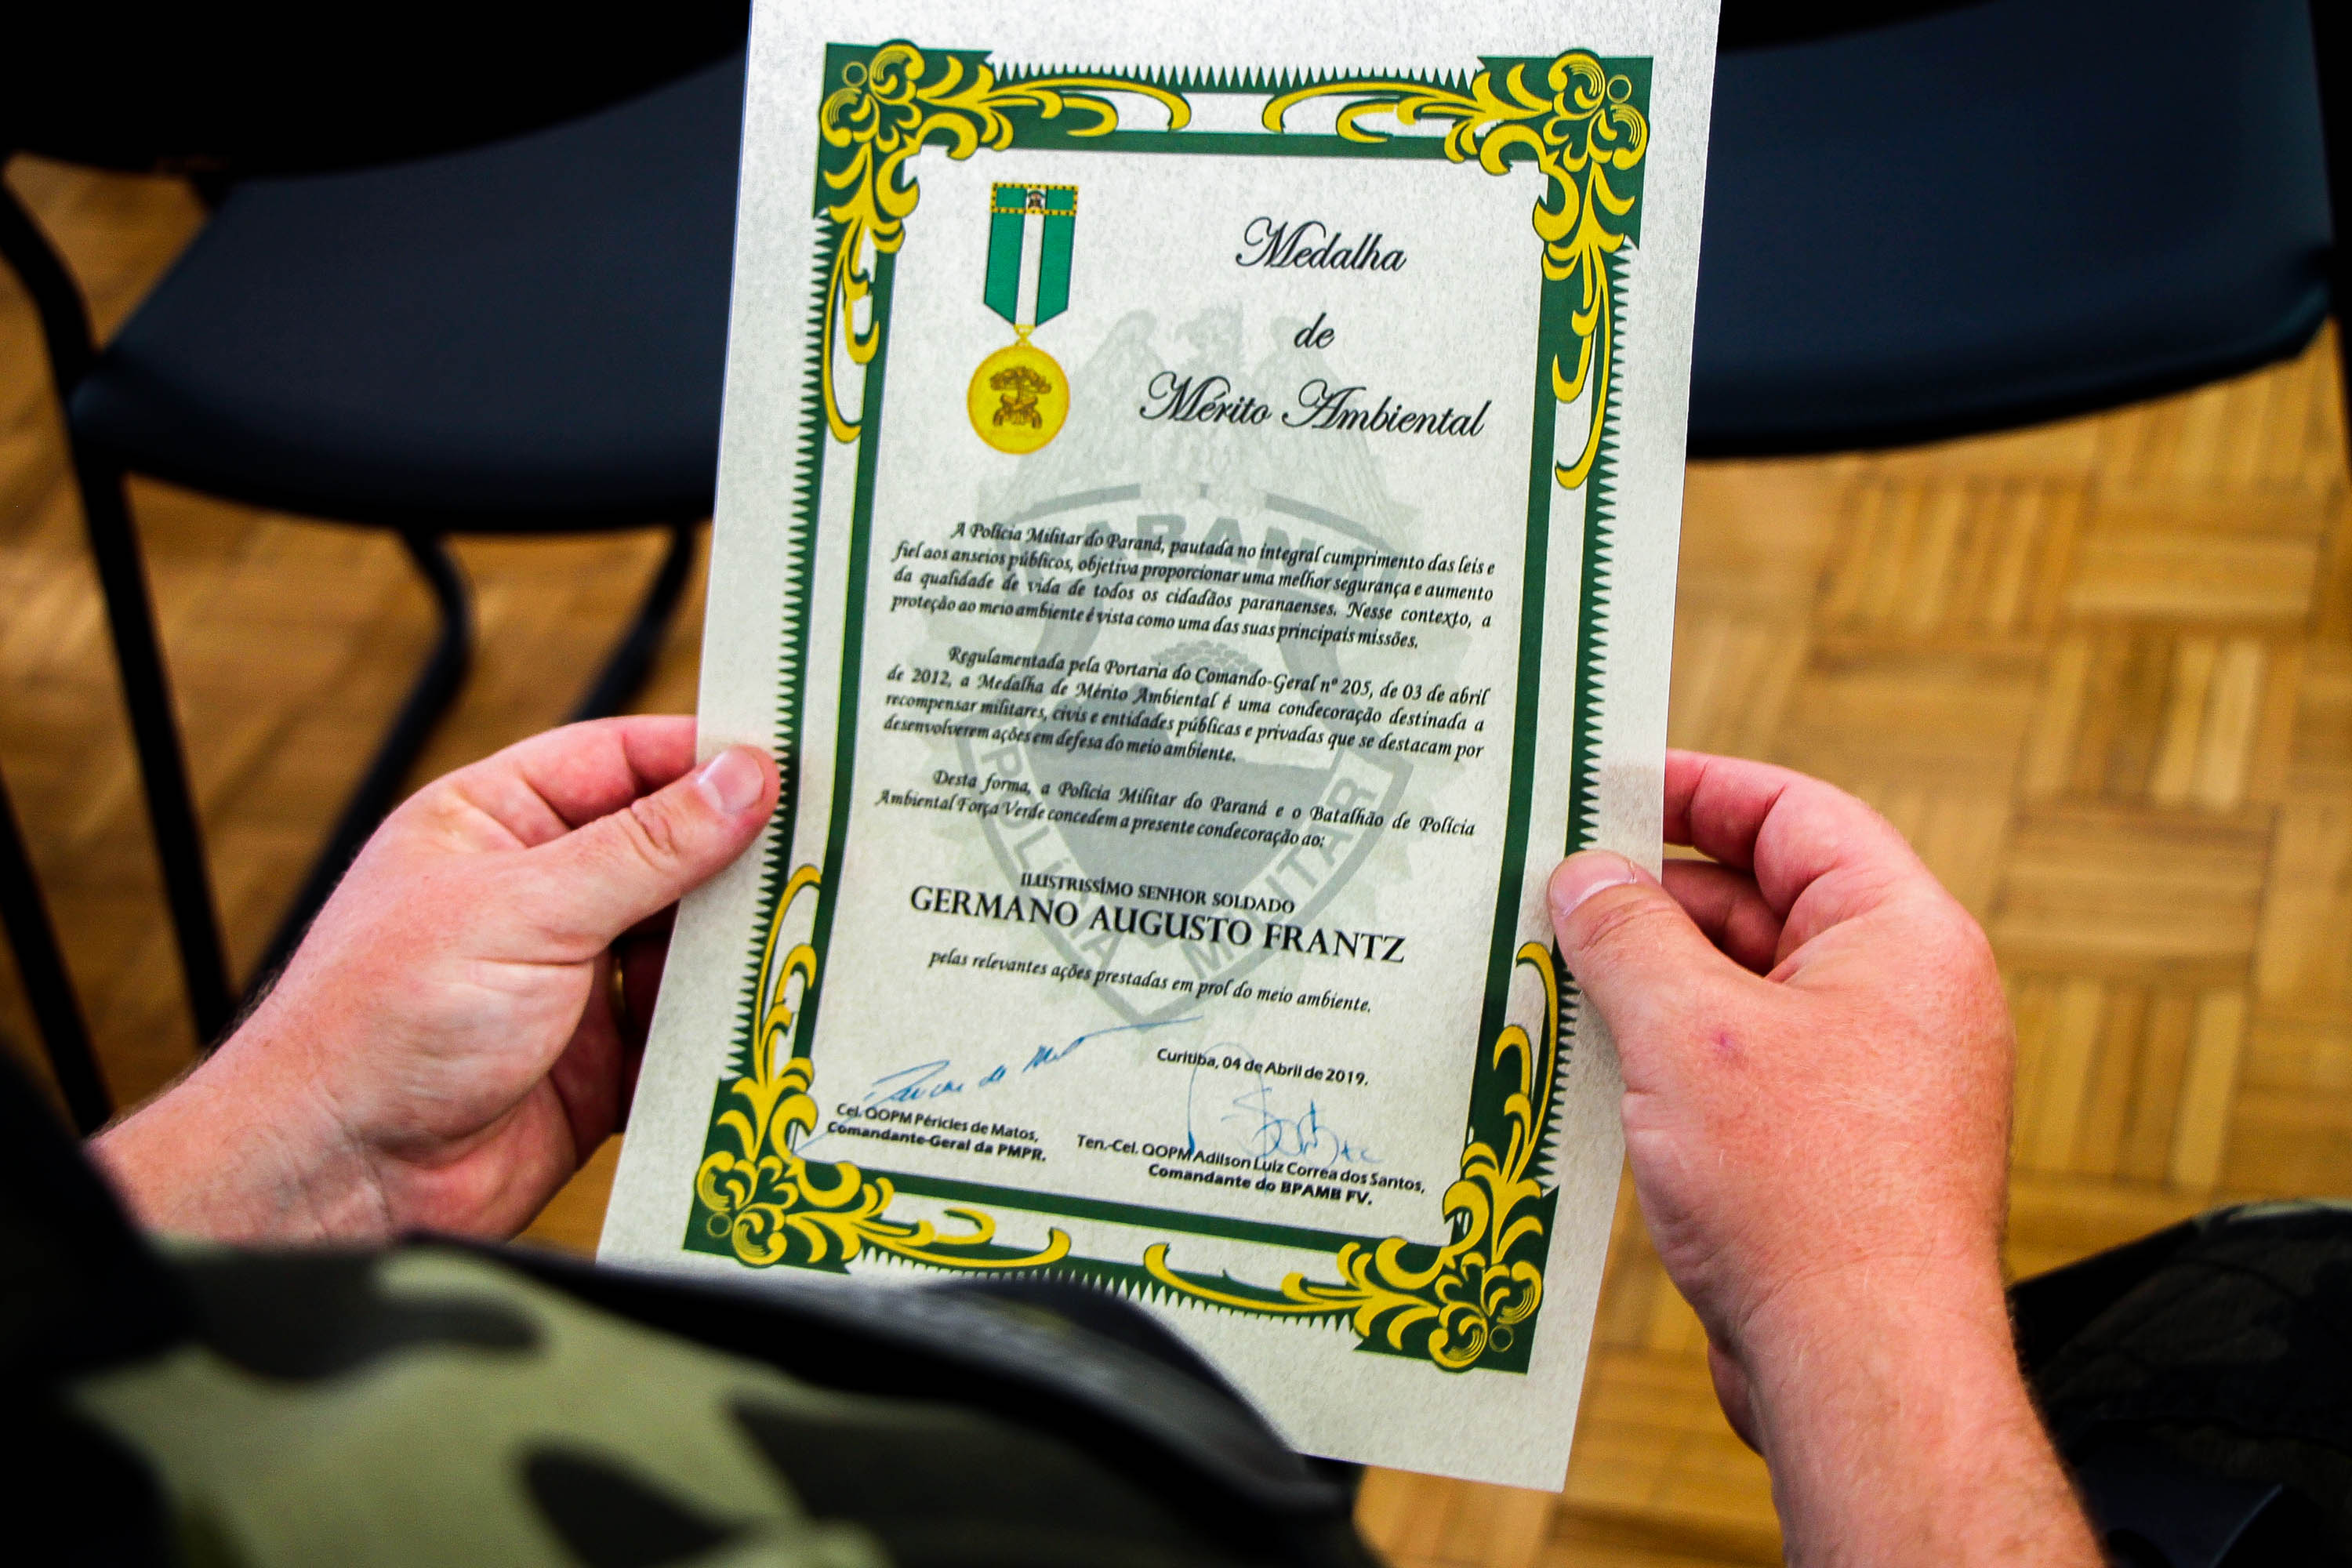 Medalha
de
Mérito Ambiental
A Polícia Militar do Paraná, pautada no integral cumprimento das leis e
fiel aos anseios públicos, objetiva proporcionar uma melhor segurança e aumento
da qualidade de vida de todos os cidadãos paranaenses. Nesse contexto, a
proteção ao meio ambiente é vista como uma das suas principais missões.
Regulamentada pela Portaria do Comando-Geral nº 205, de 03 de abril
de 2012, a Medalha de Mérito Ambiental é uma condecoração destinada a
recompensar militares, civis e entidades públicas e privadas que se destacam por
desenvolverem ações em defesa do meio ambiente.
Desta forma, a Polícia Militar do Paraná e o Batalhão de Polícia
Ambiental Força Verde concedem a presente condecoração ao:
ILUSTRISSÍMO SENHOR SOLDADO
GERMANO AUGUSTO FRANTZ
pelas relevantes ações prestadas em prol do meio ambiente.
Curitiba, 04 de Abril de 2019.
Cel. QOPM Péricles de Matos,
Comandante-Geral da PMPR.
Ten.-Cel. QOPM Adilson Luiz Correa dos Santos,
Comandante do BPAMB FV.
PARANÁ
POLÍCIA MILITAR